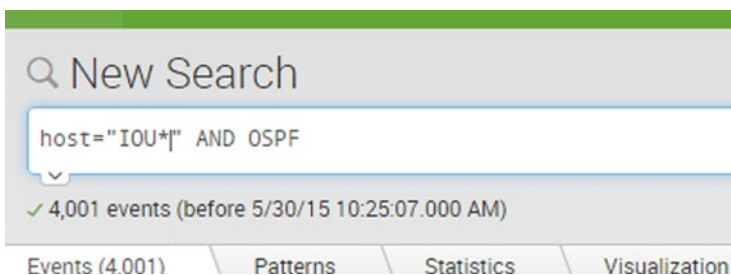 New Search
host="IOU*" AND OSPF
4,001 events (before 5/30/15 10:25:07.000 AM)
Events (4,001) Patterns Statistics Visualization